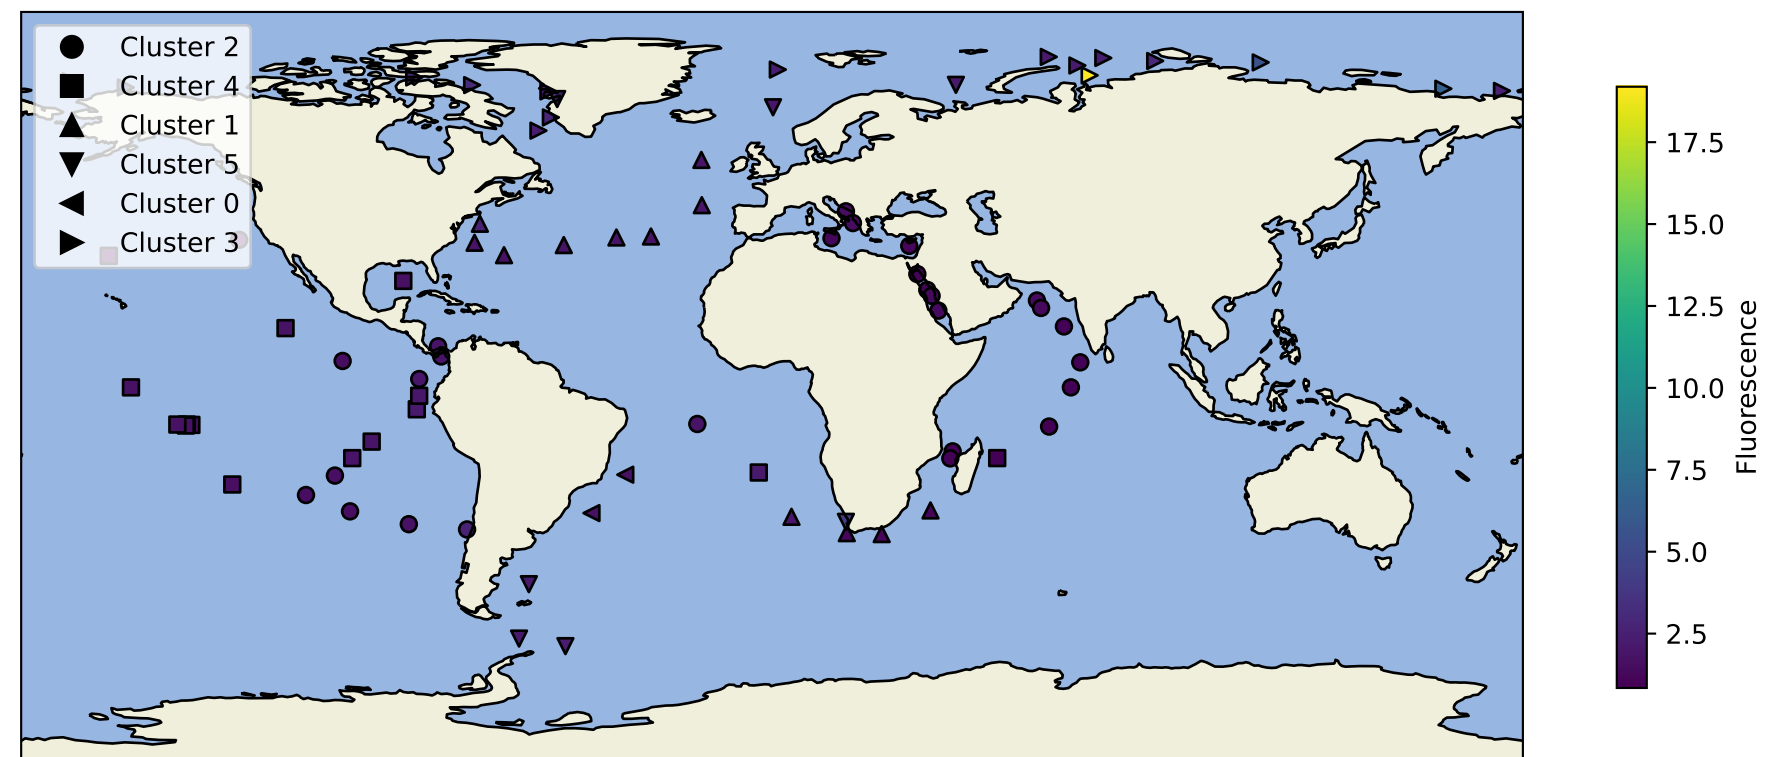 Cluster 2
Cluster 4
Cluster 1
Cluster 5
Cluster 0
Cluster 3
17.5
15.0
12.5
10.0
7.5
5.0
2.5
Fluorescence